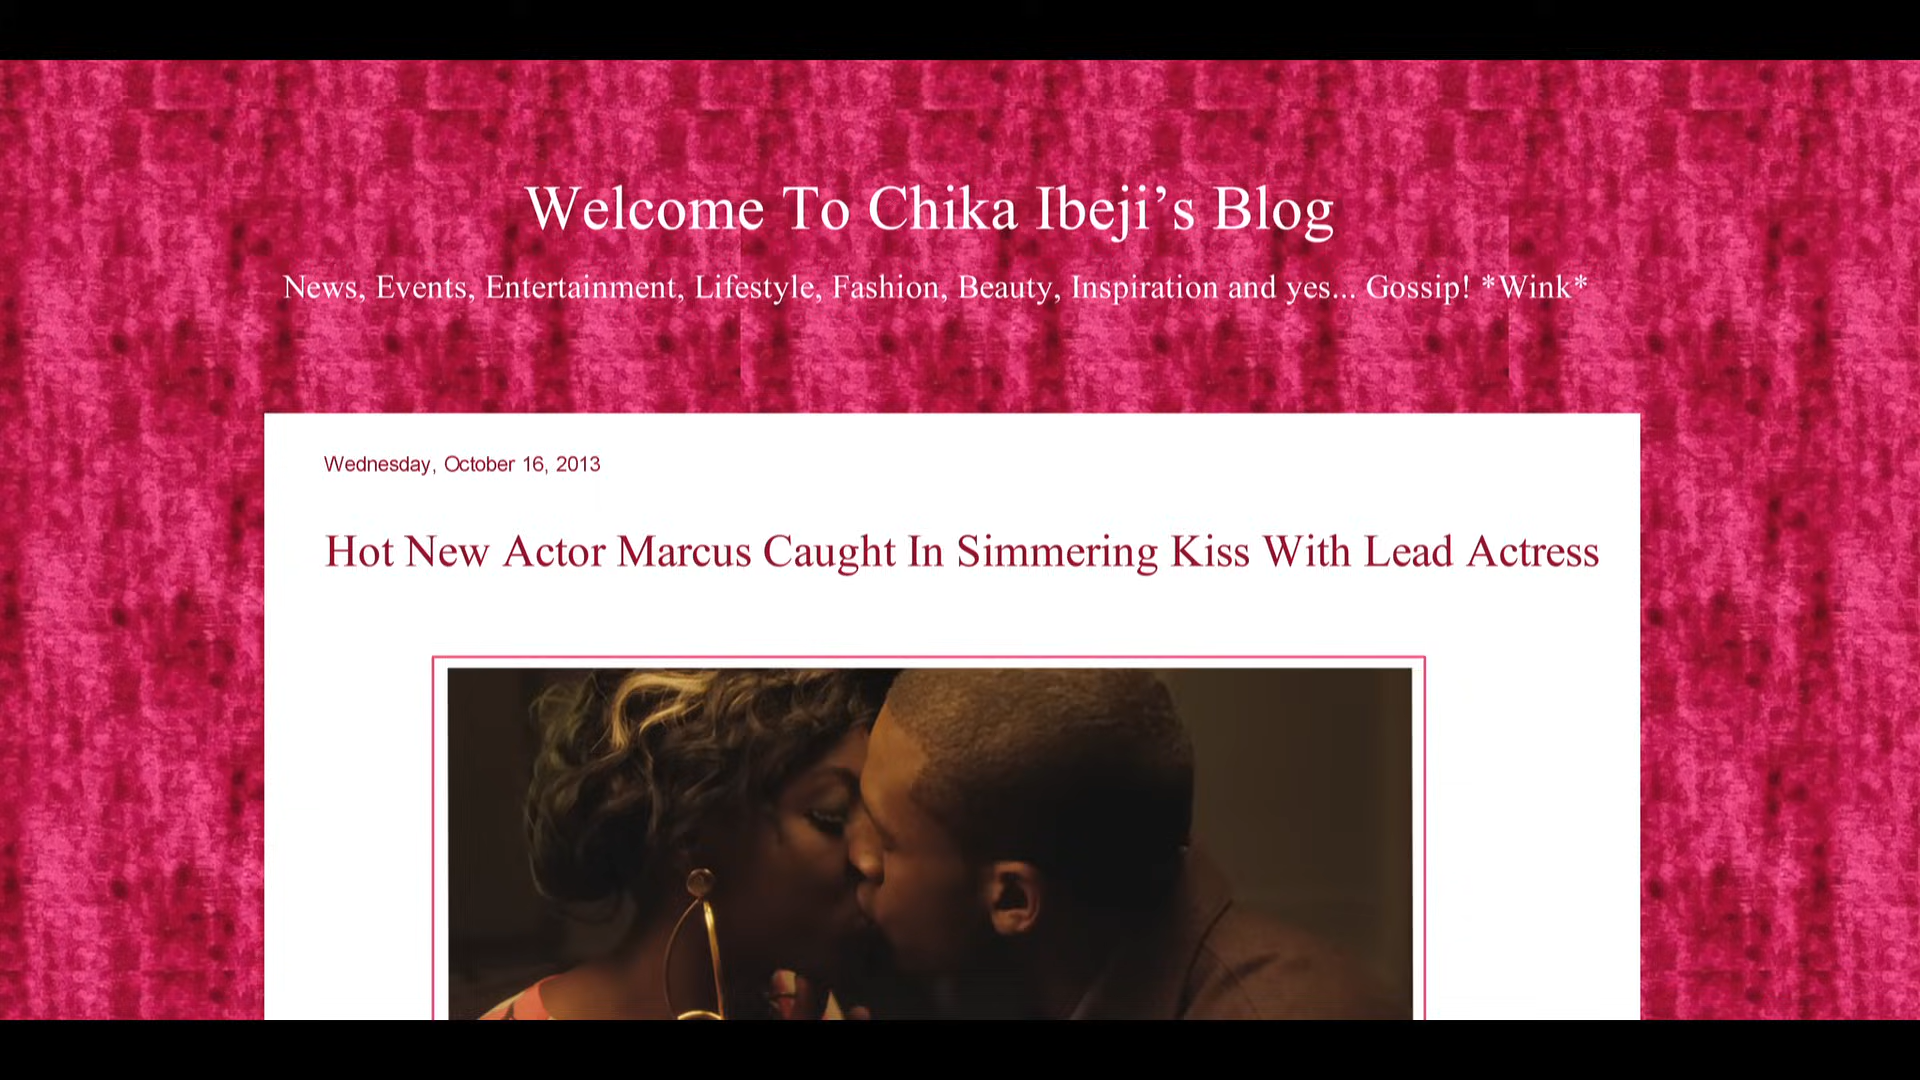 Welcome To Chika Ibeji’s Blog
News, Events, Entertainment, Lifestyle, Fashion, Beauty, Inspiration and yes... Gossip! *Wink*
Wednesday, October 16, 2013
Hot New Actor Marcus Caught In Simmering Kiss With Lead Actress